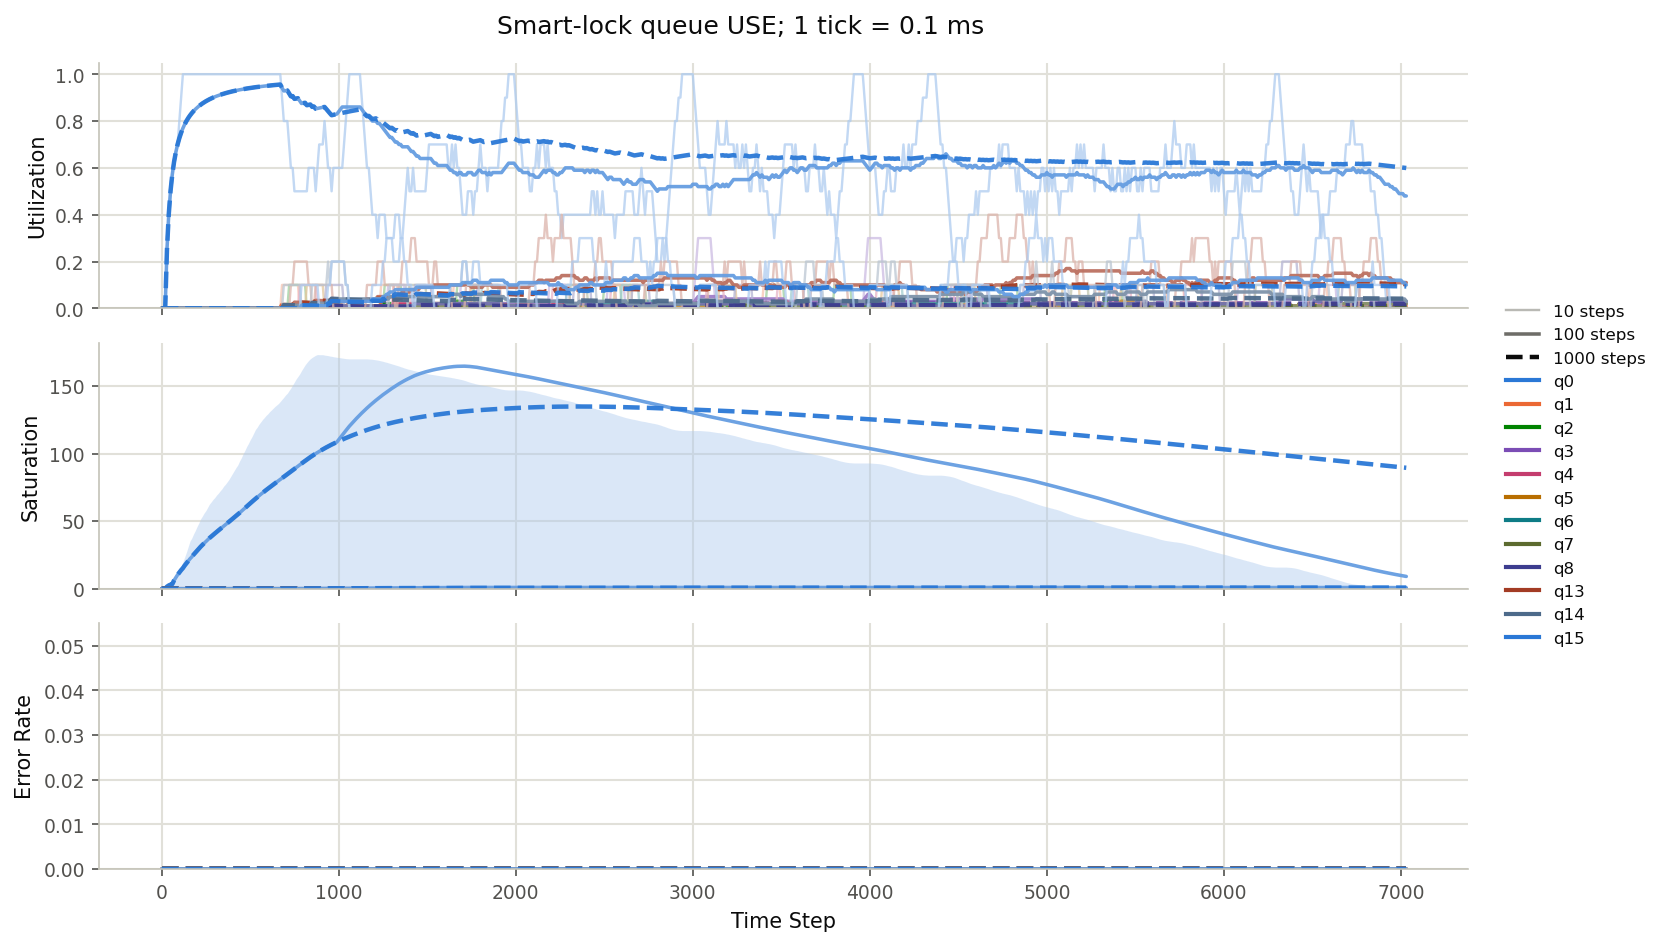 Smart-lock queue USE; 1 tick = 0.1 ms
Utilization
1.0
0.8
0.6
0.4
0.2
0.0
Saturation
150
100
50
0
Error Rate
0.05
0.04
0.03
0.02
0.01
0.00
0 1000 2000 3000 4000 5000 6000 7000
Time Step
10 steps
100 steps
1000 steps
q0
q1
q2
q3
q4
q5
q6
q7
q8
q13
q14
q15